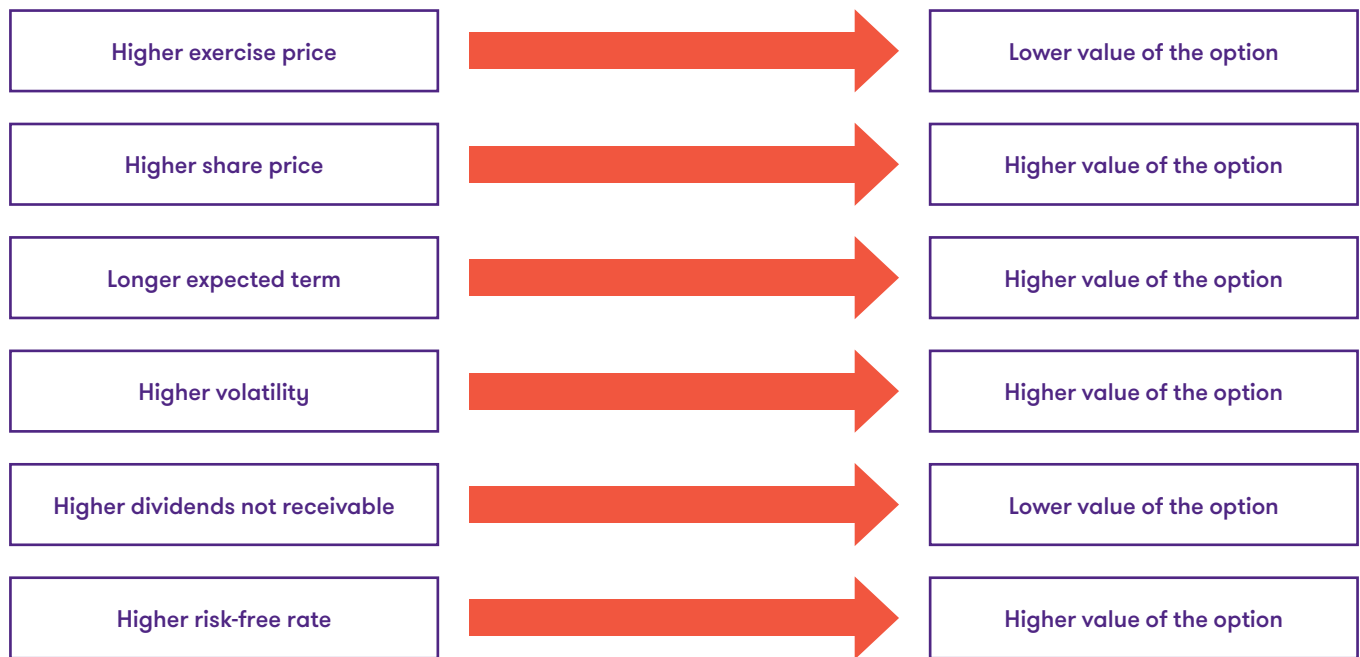 Higher exercise price
Lower value of the option
Higher share price
Higher value of the option
Longer expected term
Higher value of the option
Higher volatility
Higher value of the option
Higher dividends not receivable
Lower value of the option
Higher risk-free rate
Higher value of the option